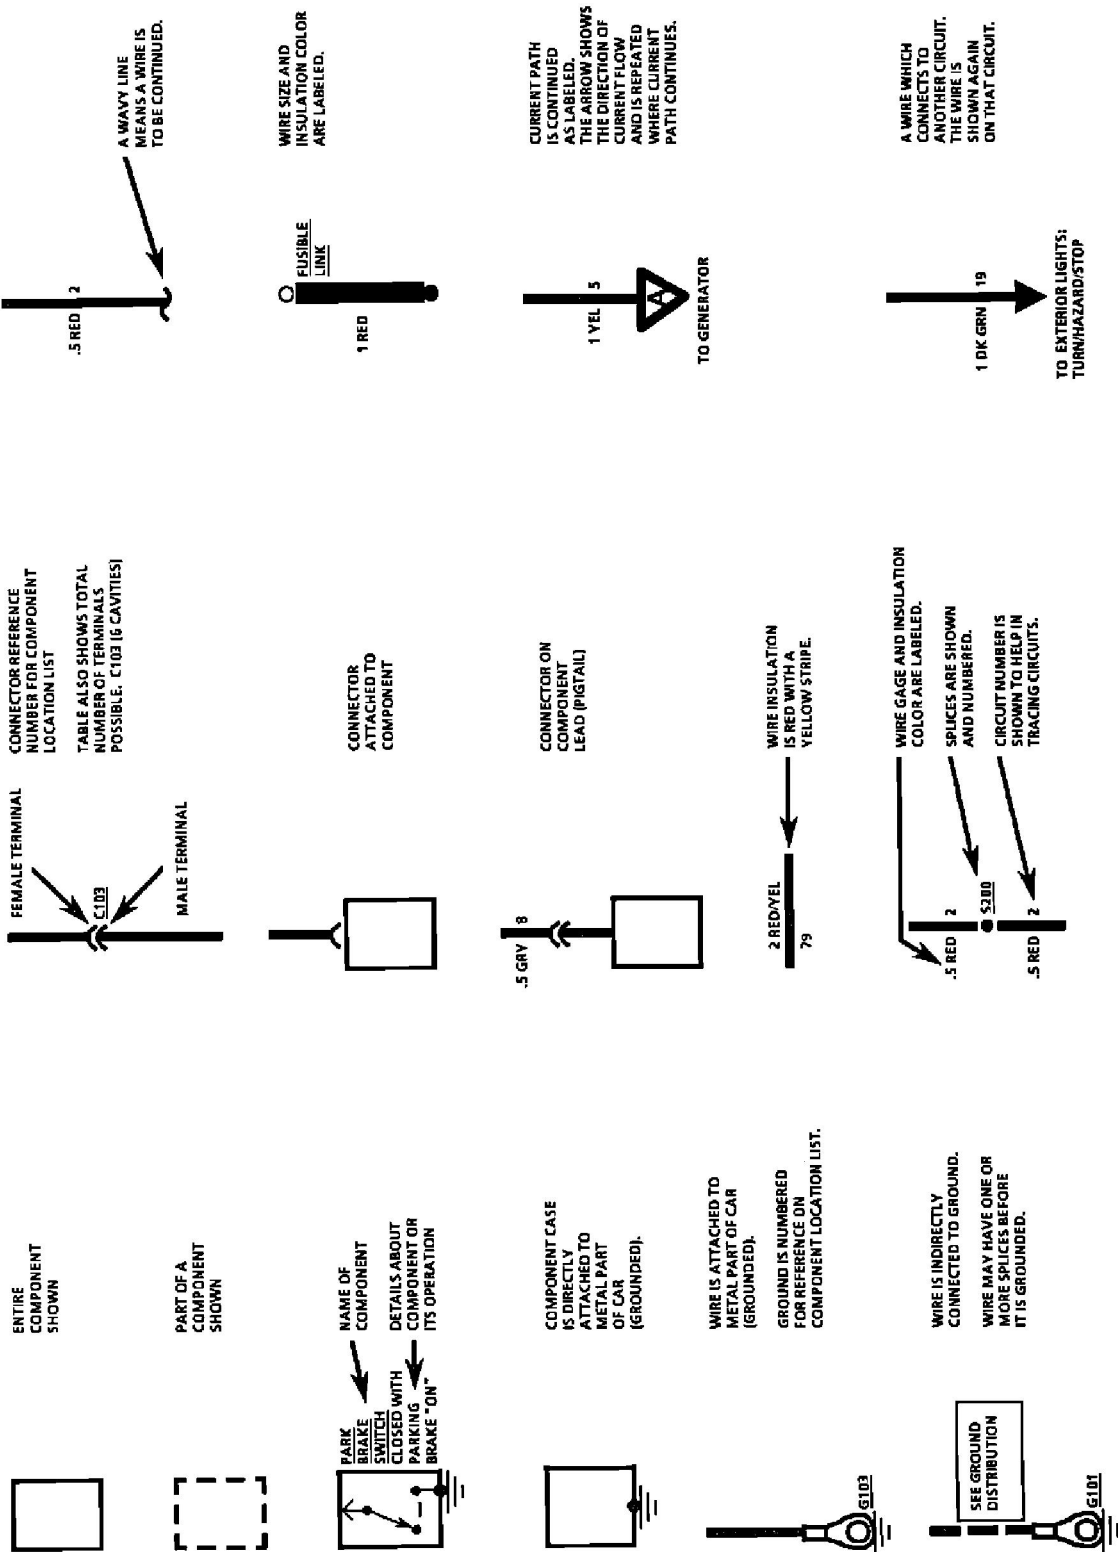 ENTIRE
COMPONENT
SHOWN
PART OF A
COMPONENT
SHOWN
PARK
BRAKE
SWITCH
CLOSED WITH
PARKING
BRAKE "ON"
NAME OF
COMPONENT
DETAILS ABOUT
COMPONENT OR
ITS OPERATION
COMPONENT CASE
IS DIRECTLY
ATTACHED TO
METAL PART
OF CAR
(GROUNDED).
G103
WIRE IS ATTACHED TO
METAL PART OF CAR
(GROUNDED).
GROUND IS NUMBERED
FOR REFERENCE ON
COMPONENT LOCATION LIST.
SEE GROUND
DISTRIBUTION
G101
WIRE IS INDIRECTLY
CONNECTED TO GROUND.
WIRE MAY HAVE ONE OR
MORE SPLICES BEFORE
IT IS GROUNDED.
FEMALE TERMINAL
C103
MALE TERMINAL
CONNECTOR REFERENCE
NUMBER FOR COMPONENT
LOCATION LIST
TABLE ALSO SHOWS TOTAL
NUMBER OF TERMINALS
POSSIBLE. C103 (6 CAVITIES)
CONNECTOR
ATTACHED TO
COMPONENT
.5 GRY 8
CONNECTOR ON
COMPONENT
LEAD (PIGTAIL)
2 RED/YEL
79
WIRE INSULATION
IS RED WITH A
YELLOW STRIPE.
.5 RED 2
S200
.5 RED 2
WIRE GAGE AND INSULATION
COLOR ARE LABELED.
SPLICES ARE SHOWN
AND NUMBERED.
CIRCUIT NUMBER IS
SHOWN TO HELP IN
TRACING CIRCUITS.
.5 RED 2
A WAVY LINE
MEANS A WIRE IS
TO BE CONTINUED.
FUSIBLE
LINK
1 RED
WIRE SIZE AND
INSULATION COLOR
ARE LABELED.
1 YEL 5
A
TO GENERATOR
CURRENT PATH
IS CONTINUED
AS LABELED.
THE ARROW SHOWS
THE DIRECTION OF
CURRENT FLOW
AND IS REPEATED
WHERE CURRENT
PATH CONTINUES.
1 DK GRN 19
TO EXTERIOR LIGHTS:
TURN/HAZARD/STOP
A WIRE WHICH
CONNECTS TO
ANOTHER CIRCUIT.
THE WIRE IS
SHOWN AGAIN
ON THAT CIRCUIT.